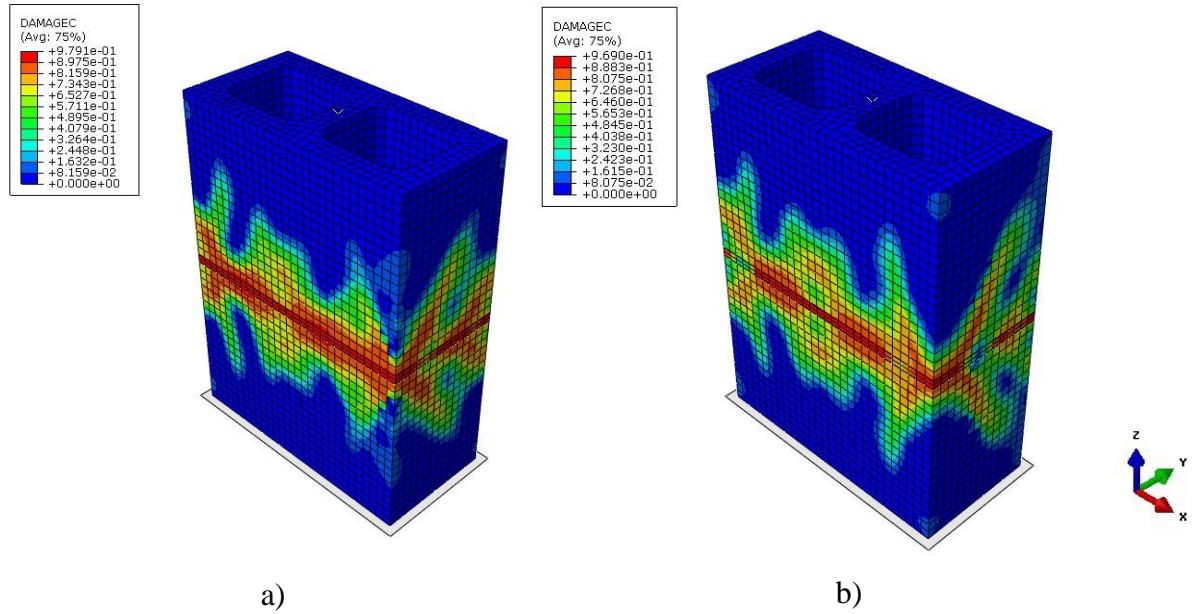 DAMAGEC
(Avg: 75%)
+9.791e-01
+8.975e-01
+8.159e-01
+7.343e-01
+6.527e-01
+5.711e-01
+4.895e-01
+4.079e-01
+3.264e-01
+2.448e-01
+1.632e-01
+8.159e-02
+0.000e+00
DAMAGEC
(Avg: 75%)
+9.690e-01
+8.883e-01
+8.075e-01
+7.268e-01
+6.460e-01
+5.653e-01
+4.845e-01
+4.038e-01
+3.230e-01
+2.423e-01
+1.615e-01
+8.075e-02
+0.000e+00
Z
Y
X
a)
b)